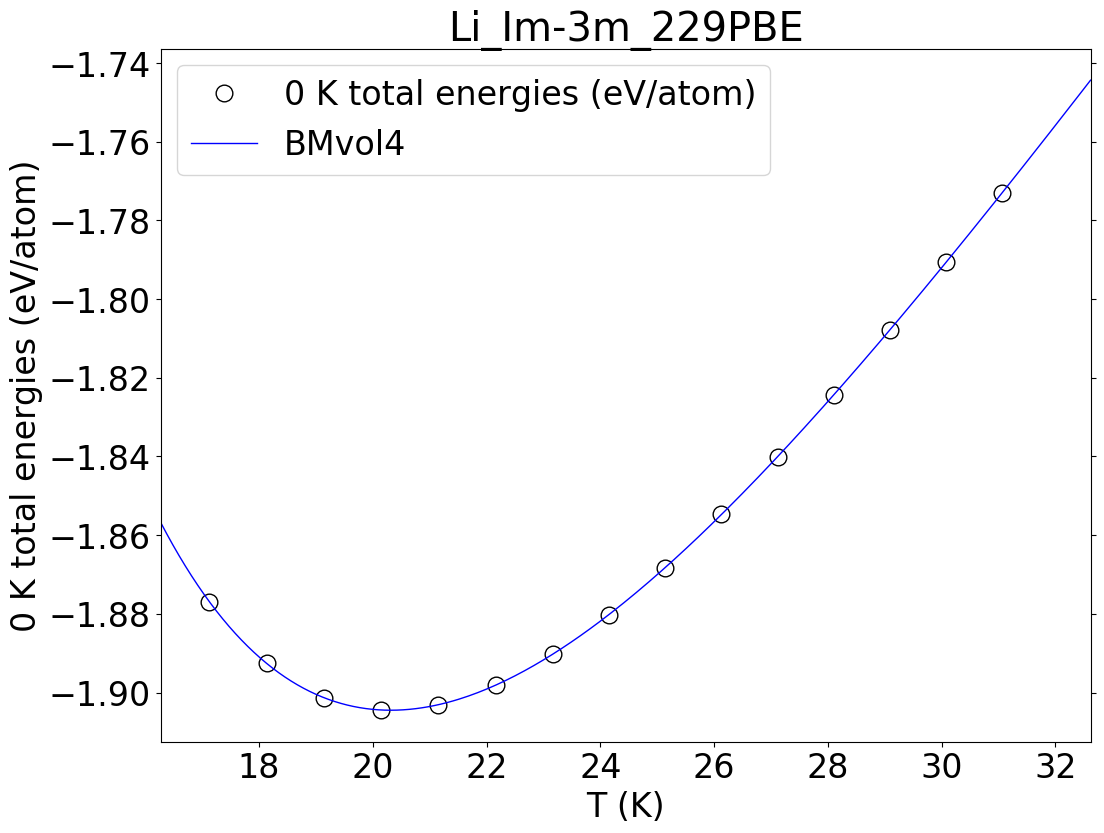 Li_Im-3m_229PBE
0 K total energies (eV/atom)
BMvol4
0 K total energies (eV/atom)
−1.74
−1.76
−1.78
−1.80
−1.82
−1.84
−1.86
−1.88
−1.90
18 20 22 24 26 28 30 32
T (K)